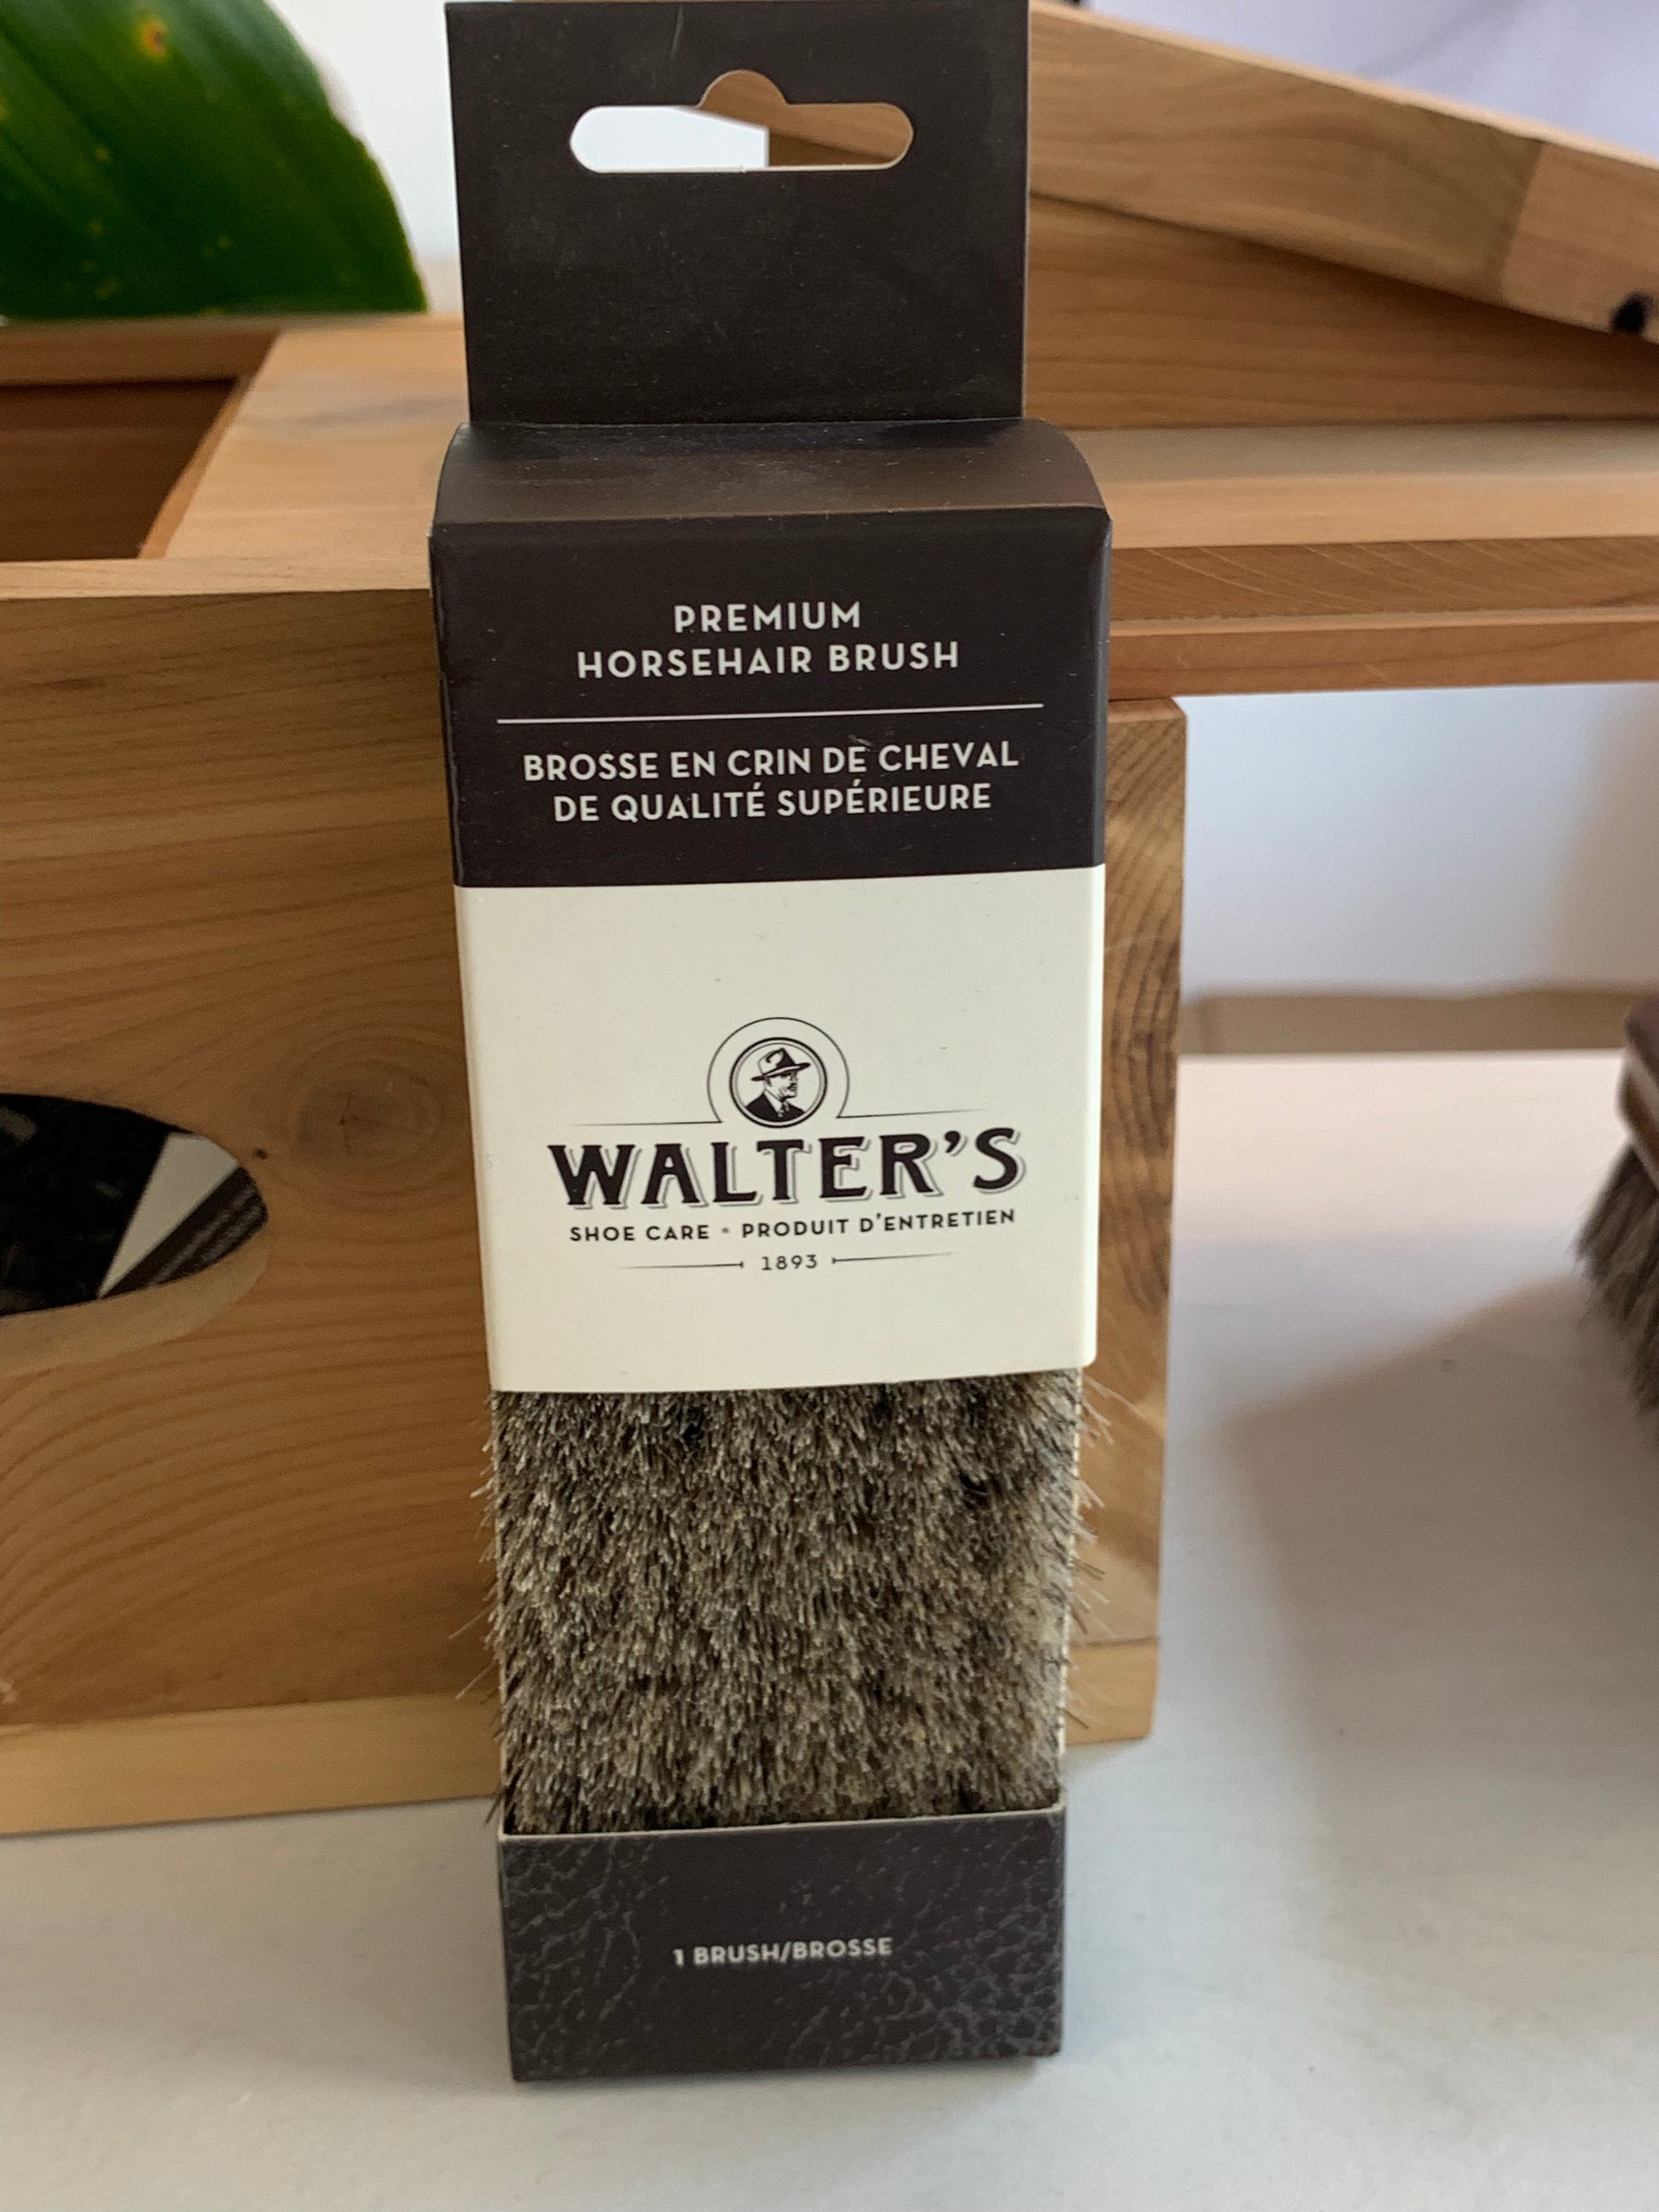 PREMIUM
HORSEHAIR BRUSH
BROSSE EN CRIN DE CHEVAL
DE QUALITÉ SUPÉRIEURE
WALTER'S
SHOE CARE • PRODUIT D'ENTRETIEN
1893
1 BRUSH/BROSSE